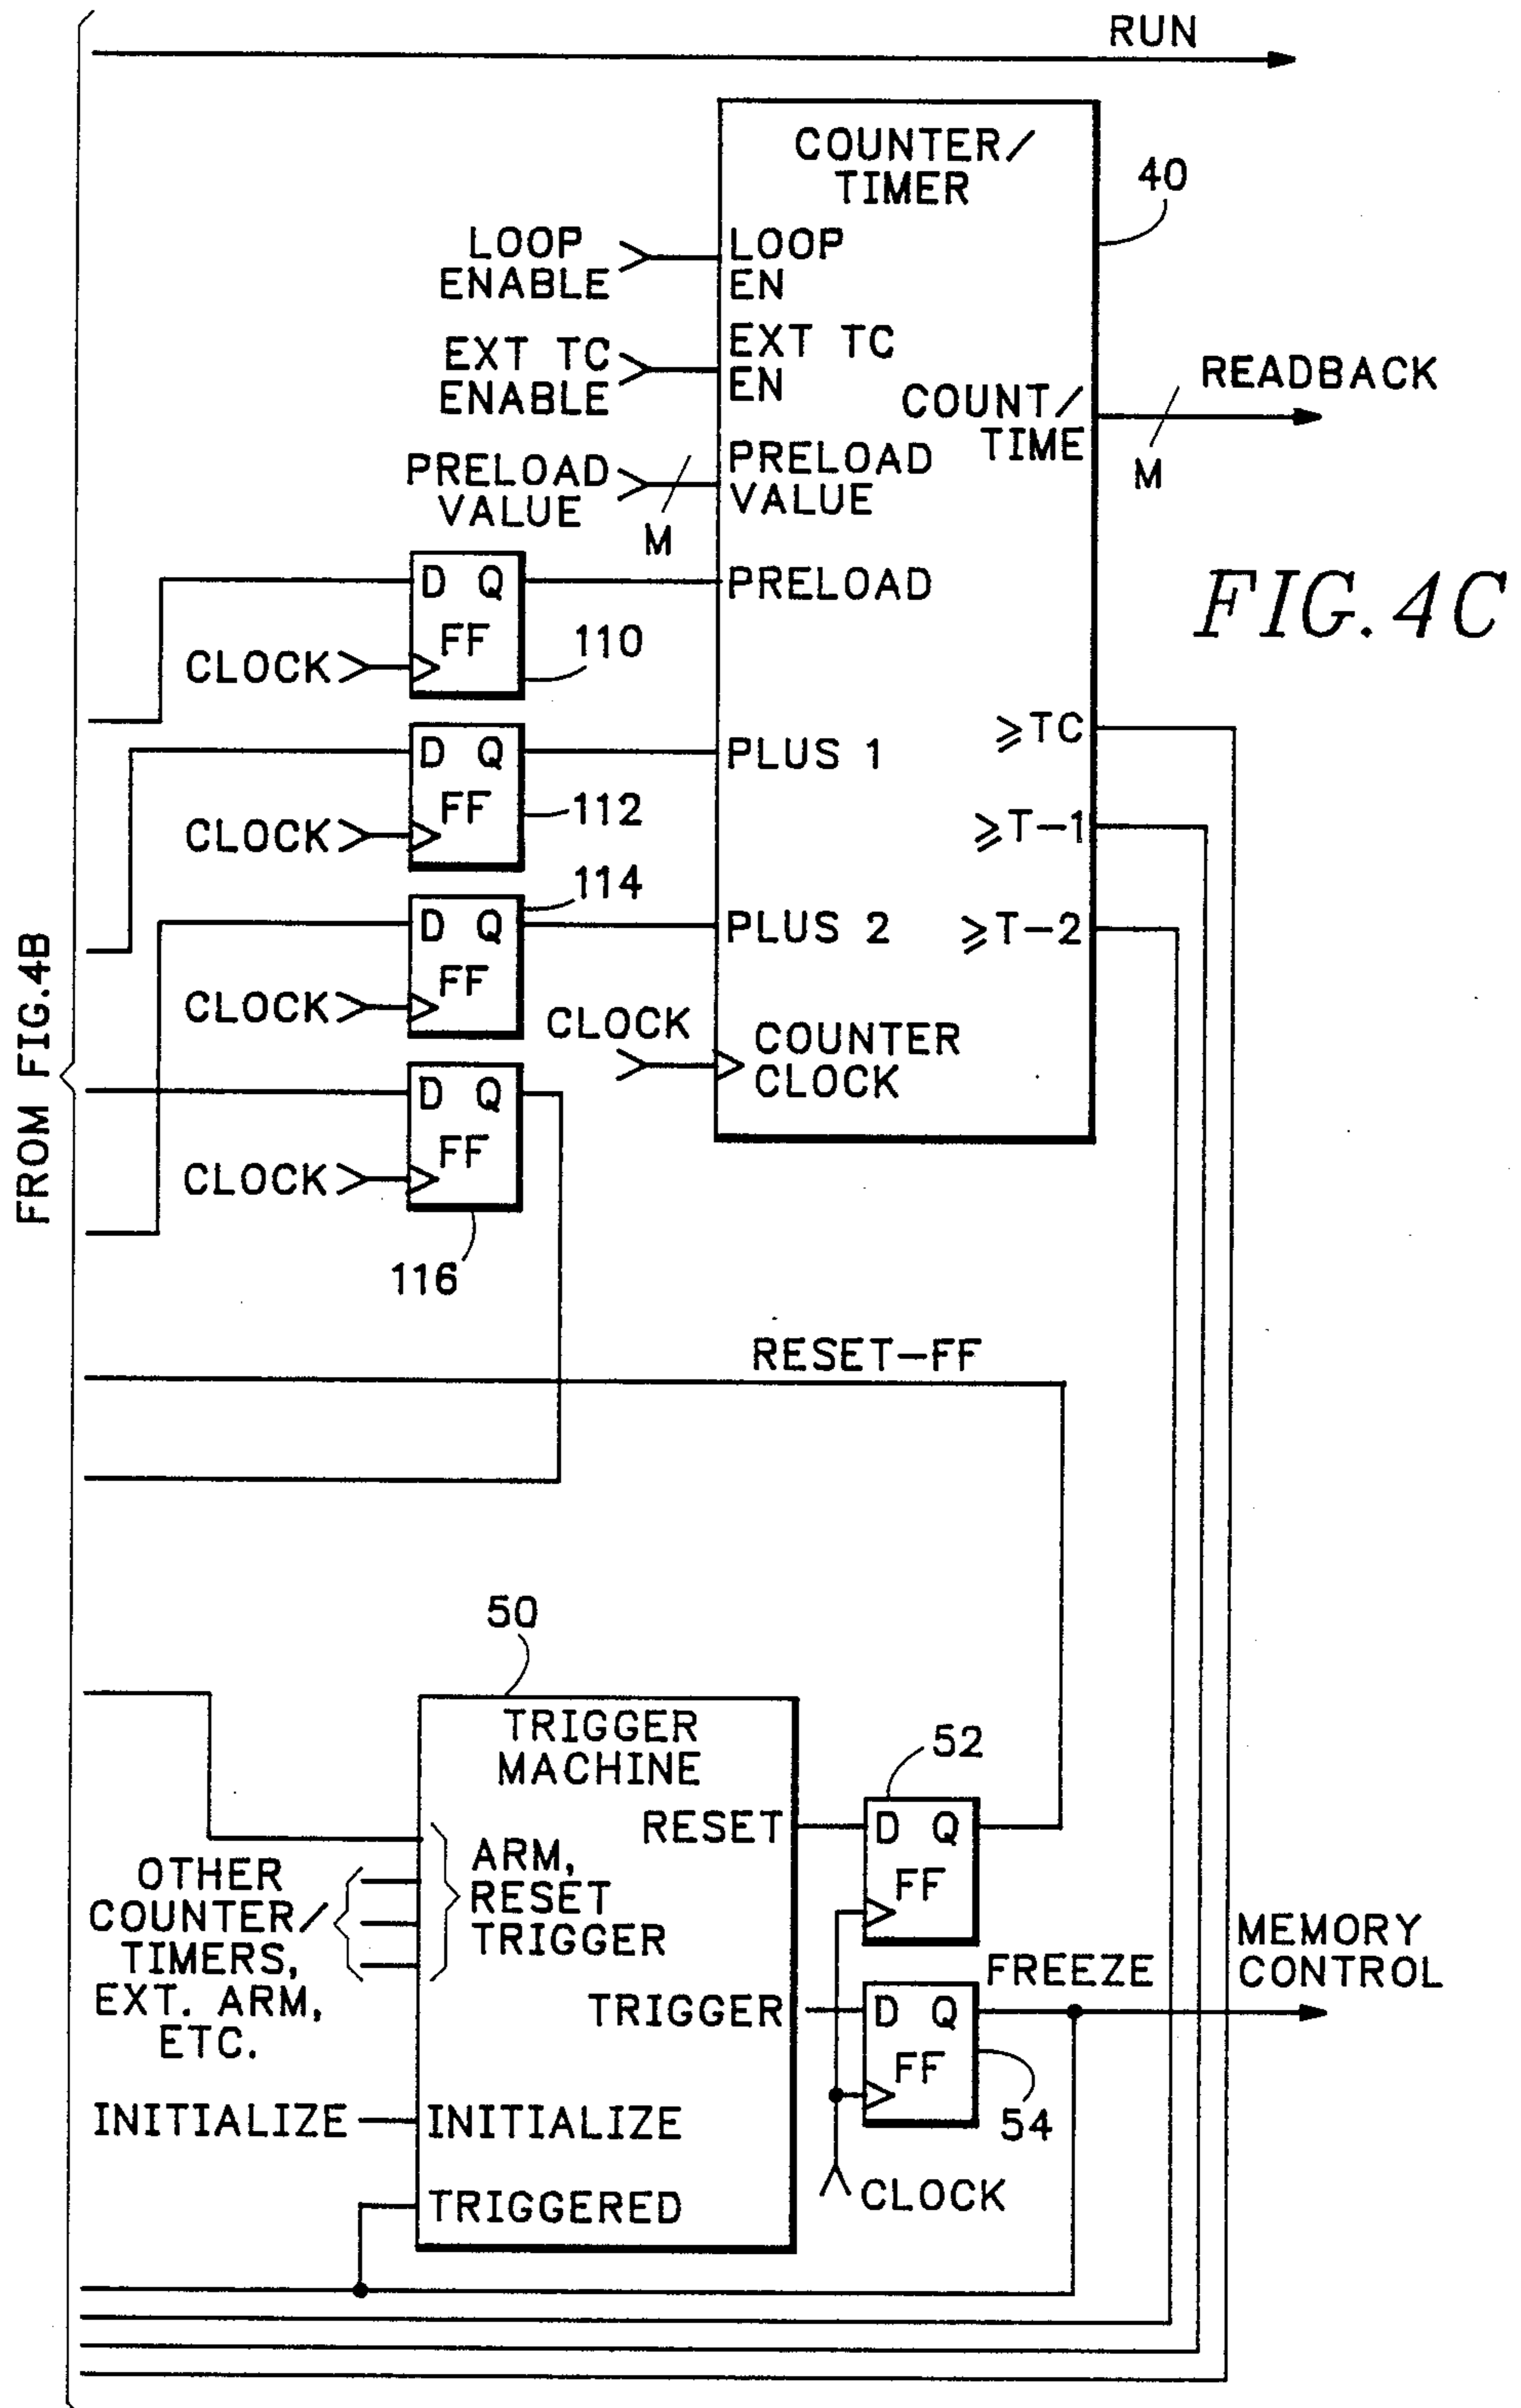 RUN
COUNTER/
TIMER
40
LOOP
ENABLE
LOOP
EN
EXT TC
ENABLE
EXT TC
EN
COUNT/
TIME
READBACK
M
PRELOAD
VALUE
M
PRELOAD
VALUE
FIG. 4C
D Q
FF
CLOCK
110
PRELOAD
D Q
FF
CLOCK
112
PLUS 1
⩾TC
⩾T-1
114
D Q
FF
CLOCK
PLUS 2
⩾T-2
CLOCK
COUNTER
CLOCK
D Q
FF
CLOCK
116
FROM FIG.4B
RESET-FF
50
TRIGGER
MACHINE
RESET
52
D Q
FF
ARM,
RESET
TRIGGER
OTHER
COUNTER/
TIMERS,
EXT. ARM,
ETC.
TRIGGER
D Q
FF
54
FREEZE
MEMORY
CONTROL
INITIALIZE
INITIALIZE
CLOCK
TRIGGERED